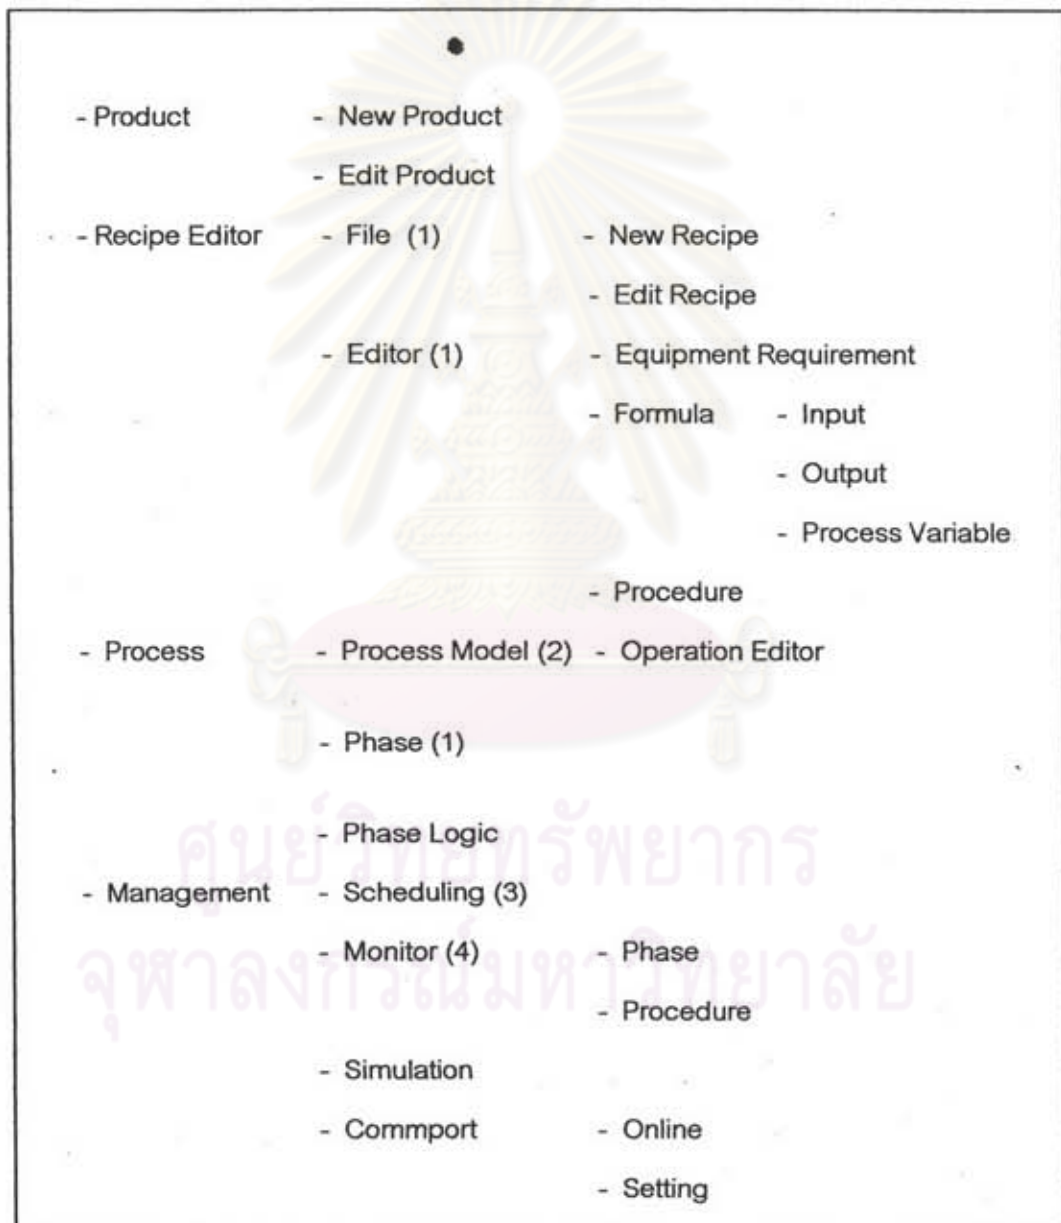 - Product - New Product
- Edit Product
- Recipe Editor - File (1) - New Recipe
- Edit Recipe
- Editor (1) - Equipment Requirement
- Formula - Input
- Output
- Process Variable
- Procedure
- Process - Process Model (2) - Operation Editor
- Phase (1)
- Phase Logic
ศูนย์วิทยทรัพยากร
- Management - Scheduling (3)
- Monitor (4) - Phase
จุฬาลงกรณ์มหาวิทยาลัย
- Procedure
- Simulation
- Commport - Online
- Setting